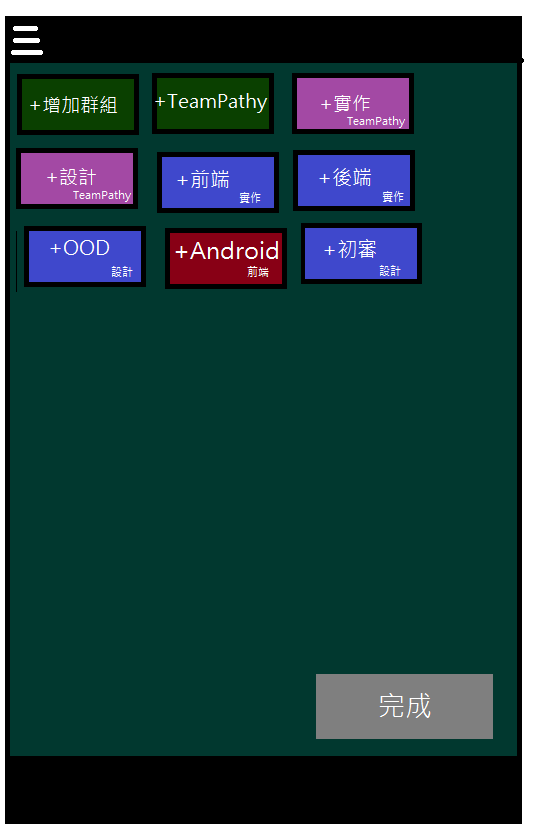 +增加群組
+TeamPathy
+實作
TeamPathy
+設計
TeamPathy
+前端
實作
+後端
實作
+OOD
設計
+Android
前端
+初審
設計
完成